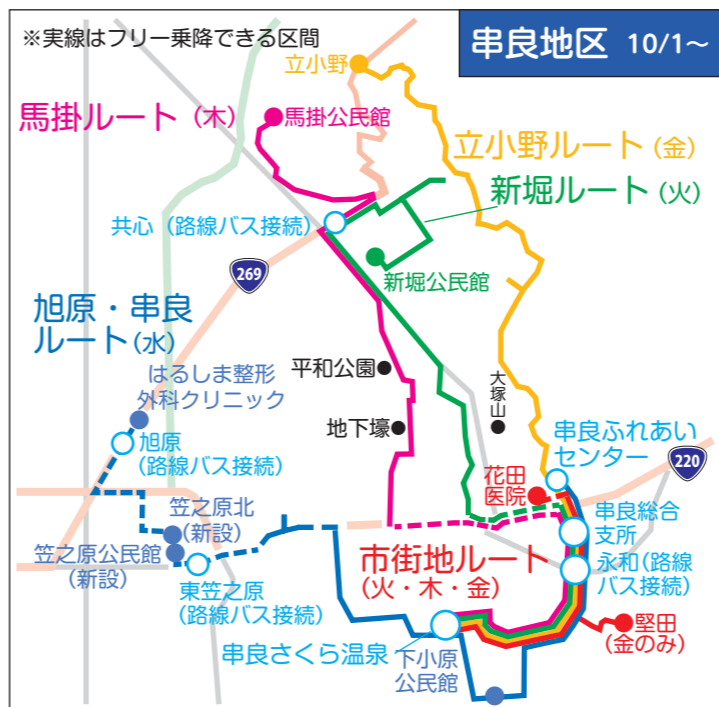 ※実線はフリー乗降できる区間
串良地区 10/1～
立小野
馬掛ルート（木）
馬掛公民館
立小野ルート（金）
新堀ルート（火）
共心（路線バス接続）
新堀公民館
269
旭原・串良
ルート（水）
はるしま整形
外科クリニック
平和公園
大塚山
旭原
（路線バス接続）
地下壕
串良ふれあい
センター
220
花田
医院
笠之原北
（新設）
串良総合
支所
笠之原公民館
（新設）
市街地ルート
（火・木・金）
永和（路線
バス接続）
東笠之原
（路線バス接続）
堅田
（金のみ）
串良さくら温泉
下小原
公民館